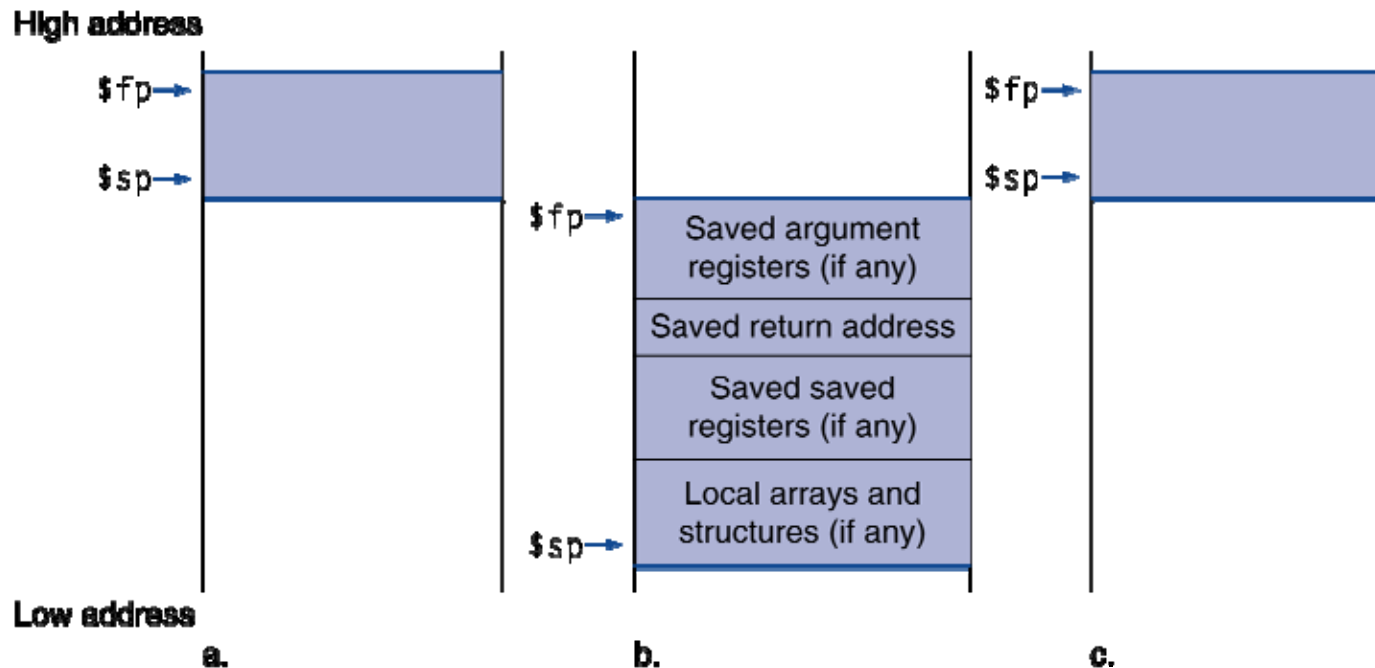 High address
$fp
$sp
$fp
Saved argument
registers (if any)
Saved return address
Saved saved
registers (if any)
Local arrays and
structures (if any)
$sp
$fp
$sp
Low address
a.
b.
c.